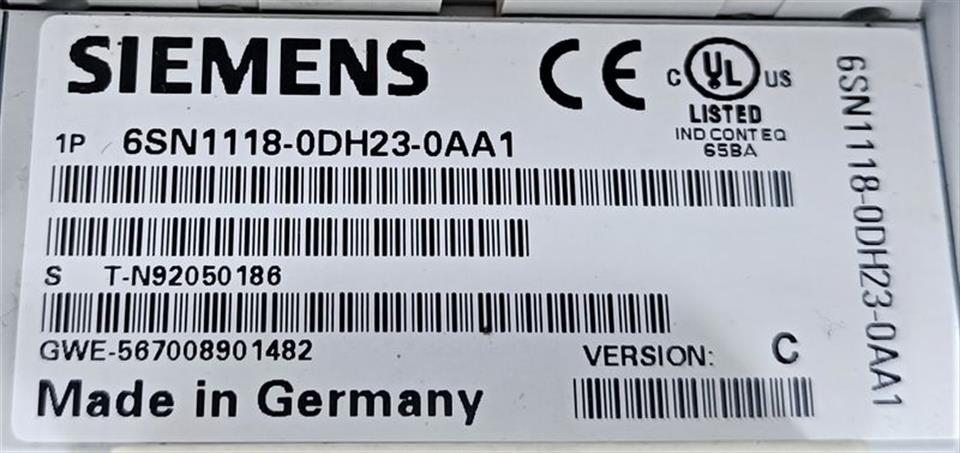 SIEMENS
CE
C UL US
LISTED
IND CONT EQ
65BA
1P 6SN1118-0DH23-0AA1
S T-N92050186
GWE-567008901482
VERSION: C
Made in Germany
6SN1118-0DH23-0AA1